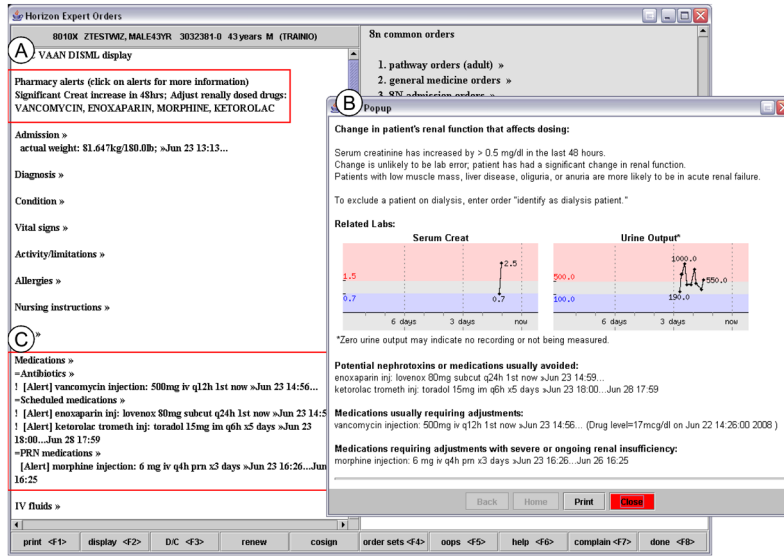 Horizon Expert Orders
8010X ZTESTWIZ, MALE43YR 3032381-0 43 years M (TRAINIO)
A
VAAN DISML display
Pharmacy alerts (click on alerts for more information)
Significant Creat increase in 48hrs; Adjust renally dosed drugs:
VANCOMYCIN, ENOXAPARIN, MORPHINE, KETOROLAC
Admission »
actual weight: 81.647kg/180.0lb; »Jun 23 13:13...
Diagnosis »
Condition »
Vital signs »
Activity/limitations »
Allergies »
Nursing instructions »
»
C
Medications »
=Antibiotics »
! [Alert] vancomycin injection: 500mg iv q12h 1st now »Jun 23 14:56...
=Scheduled medications »
! [Alert] enoxaparin inj: lovenox 80mg subcut q24h 1st now »Jun 23 14:5
! [Alert] ketorolac trometh inj: toradol 15mg im q6h x5 days »Jun 23
18:00...Jun 28 17:59
=PRN medications »
[Alert] morphine injection: 6 mg iv q4h prn x3 days »Jun 23 16:26...Jun
16:25
IV fluids »
8n common orders
1. pathway orders (adult) »
2. general medicine orders »
3. 8N admission orders »
B
Popup
Change in patient's renal function that affects dosing:
Serum creatinine has increased by > 0.5 mg/dl in the last 48 hours.
Change is unlikely to be lab error; patient has had a significant change in renal function.
Patients with low muscle mass, liver disease, oliguria, or anuria are more likely to be in acute renal failure.
To exclude a patient on dialysis, enter order "identify as dialysis patient."
Related Labs:
Serum Creat
2.5
1.5
0.7
0.7
6 days 3 days now
Urine Output*
1000.0
500.0
550.0
100.0
190.0
6 days 3 days now
*Zero urine output may indicate no recording or not being measured.
Potential nephrotoxins or medications usually avoided:
enoxaparin inj: lovenox 80mg subcut q24h 1st now »Jun 23 14:59...
ketorolac trometh inj: toradol 15mg im q6h x5 days »Jun 23 18:00...Jun 28 17:59
Medications usually requiring adjustments:
vancomycin injection: 500mg iv q12h 1st now »Jun 23 14:56... (Drug level=17mcg/dl on Jun 22 14:26:00 2008 )
Medications requiring adjustments with severe or ongoing renal insufficiency:
morphine injection: 6 mg iv q4h prn x3 days »Jun 23 16:26...Jun 26 16:25
Back Home Print Close
print <F1> display <F2> D/C <F3> renew cosign order sets <F4> oops <F5> help <F6> complain <F7> done <F8>